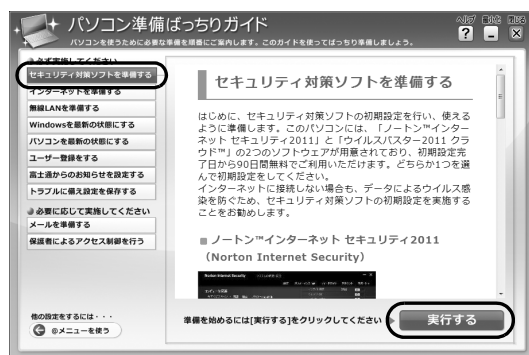 パソコン準備ばっちりガイド
パソコンを使うために必要な準備を順番にご案内します。このガイドを使ってばっちり準備しましょう。
ヘルプ 最小化 閉じる
必ず実施してください
セキュリティ対策ソフトを準備する
インターネットを準備する
無線LANを準備する
Windowsを最新の状態にする
パソコンを最新の状態にする
ユーザー登録をする
富士通からのお知らせを設定する
トラブルに備え設定を保存する
必要に応じて実施してください
メールを準備する
保護者によるアクセス制御を行う
他の設定をするには・・・
@メニューを使う
セキュリティ対策ソフトを準備する
はじめに、セキュリティ対策ソフトの初期設定を行い、使える
ように準備します。このパソコンには、「ノートン™インター
ネット セキュリティ2011」と「ウイルスバスター2011 クラ
ウド™」の2つのソフトウェアが用意されており、初期設定完
了日から90日間無料でご利用いただけます。どちらか1つを選
んで初期設定をしてください。
インターネットに接続しない場合も、データによるウイルス感
染を防ぐため、セキュリティ対策ソフトの初期設定を実施する
ことをお勧めします。
■ ノートン™インターネット セキュリティ2011
（Norton Internet Security）
Norton Internet Security
準備を始めるには[実行する]をクリックしてください
実行する